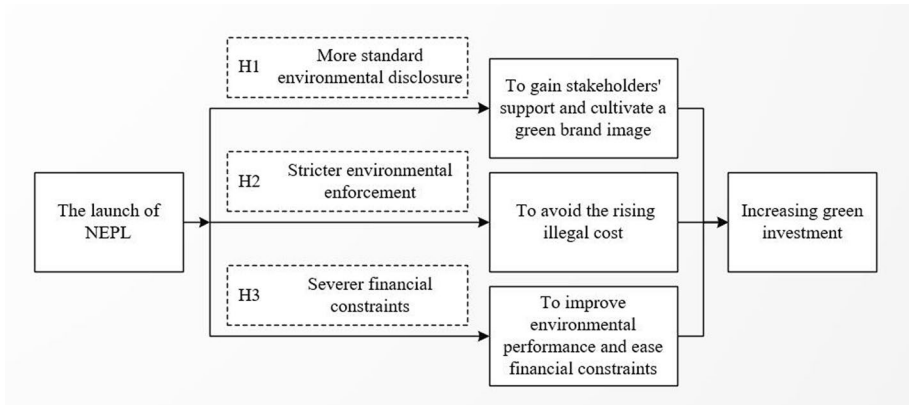 H1
More standard
environmental disclosure
To gain stakeholders'
support and cultivate a
green brand image
H2
Stricter environmental
enforcement
The launch of
NEPL
To avoid the rising
illegal cost
Increasing green
investment
H3
Severer financial
constraints
To improve
environmental
performance and ease
financial constraints